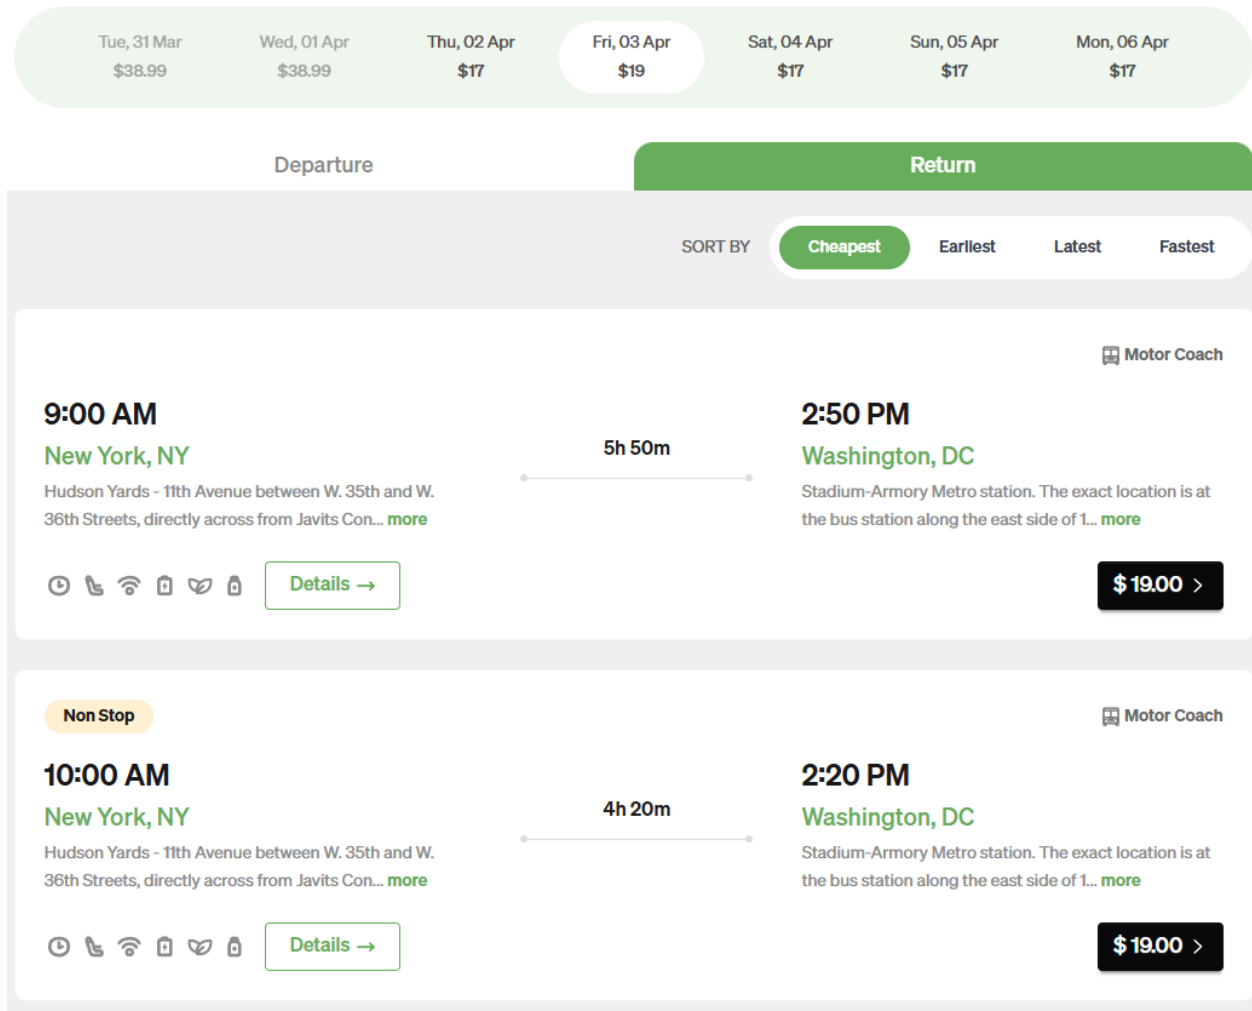 Tue, 31 Mar Wed, 01 Apr Thu, 02 Apr Fri, 03 Apr Sat, 04 Apr Sun, 05 Apr Mon, 06 Apr
$38.99 $38.99 $17 $19 $17 $17 $17
Departure Return
SORT BY Cheapest Earliest Latest Fastest
Motor Coach
9:00 AM 2:50 PM
5h 50m
New York, NY Washington, DC
Hudson Yards - 11th Avenue between W. 35th and W. Stadium-Armory Metro station. The exact location is at
36th Streets, directly across from Javits Con... more the bus station along the east side of 1... more
Details → $ 19.00 >
Non Stop Motor Coach
10:00 AM 2:20 PM
4h 20m
New York, NY Washington, DC
Hudson Yards - 11th Avenue between W. 35th and W. Stadium-Armory Metro station. The exact location is at
36th Streets, directly across from Javits Con... more the bus station along the east side of 1... more
Details → $ 19.00 >